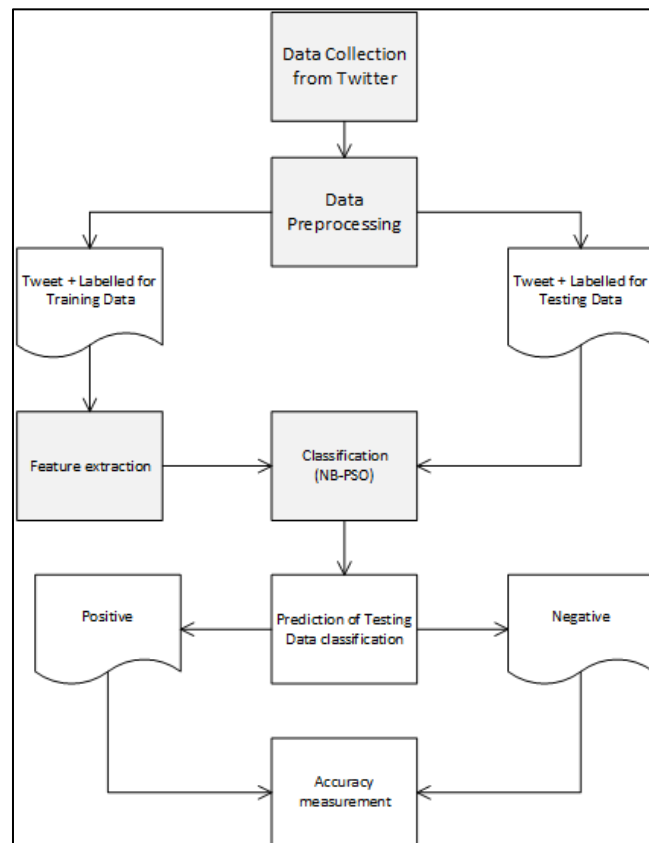 Data Collection
from Twitter
Data
Preprocessing
Tweet + Labelled for
Training Data
Tweet + Labelled for
Testing Data
Feature extraction
Classification
(NB-PSO)
Positive
Prediction of Testing
Data classification
Negative
Accuracy
measurement